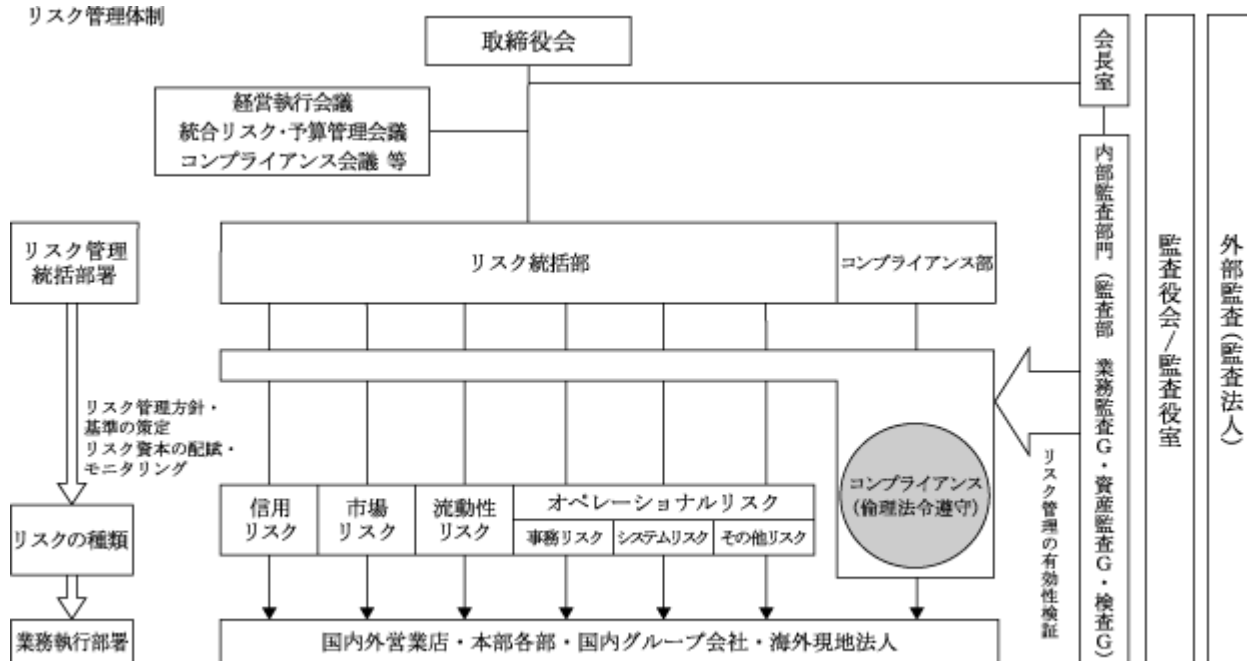 リスク管理体制
取締役会
会長室
経営執行会議
統合リスク・予算管理会議
コンプライアンス会議 等
内部監査部門（監査部 業務監査G・資産監査G・検査G）
監査役会/監査役室
外部監査（監査法人）
リスク管理
統括部署
リスク統括部
コンプライアンス部
リスク管理方針・
基準の策定
リスク資本の配賦・
モニタリング
リスク管理の有効性検証
リスクの種類
信用
リスク
市場
リスク
流動性
リスク
オペレーショナルリスク
事務リスク
システムリスク
その他リスク
コンプライアンス
(倫理法令遵守)
業務執行部署
国内外営業店・本部各部・国内グループ会社・海外現地法人